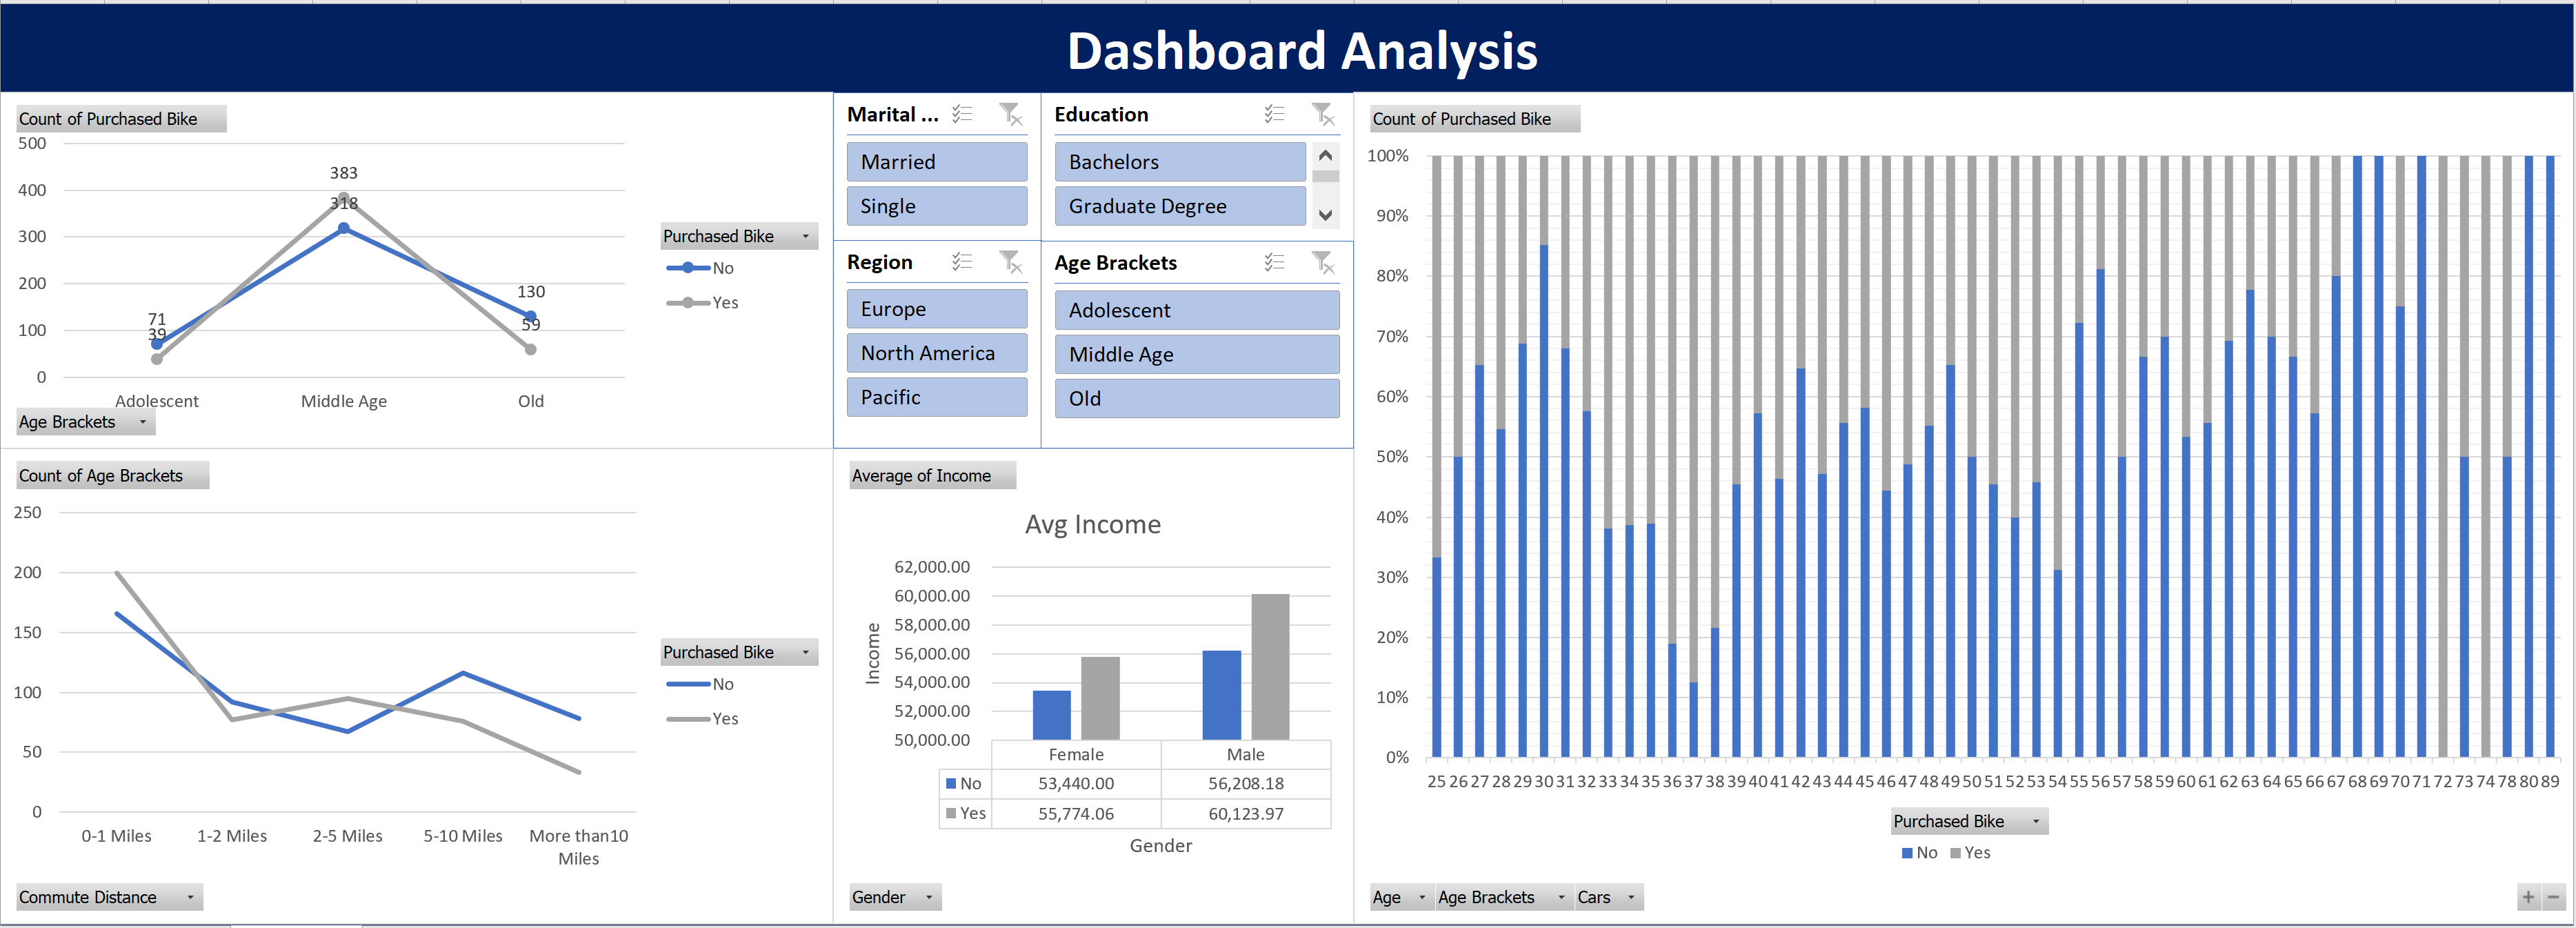 Dashboard Analysis
Count of Purchased Bike
500
400
300
200
100
0
383
318
130
59
71
39
Adolescent Middle Age Old
Age Brackets
Purchased Bike
No
Yes
Marital ...
Married
Single
Education
Bachelors
Graduate Degree
Region
Europe
North America
Pacific
Age Brackets
Adolescent
Middle Age
Old
Count of Age Brackets
250
200
150
100
50
0
0-1 Miles 1-2 Miles 2-5 Miles 5-10 Miles More than10
Miles
Commute Distance
Purchased Bike
No
Yes
Average of Income
Avg Income
Income
62,000.00
60,000.00
58,000.00
56,000.00
54,000.00
52,000.00
50,000.00
Female Male
No 53,440.00 56,208.18
Yes 55,774.06 60,123.97
Gender
Gender
Count of Purchased Bike
100%
90%
80%
70%
60%
50%
40%
30%
20%
10%
0%
25 26 27 28 29 30 31 32 33 34 35 36 37 38 39 40 41 42 43 44 45 46 47 48 49 50 51 52 53 54 55 56 57 58 59 60 61 62 63 64 65 66 67 68 69 70 71 72 73 74 78 80 89
Purchased Bike
No Yes
Age Age Brackets Cars
+ −